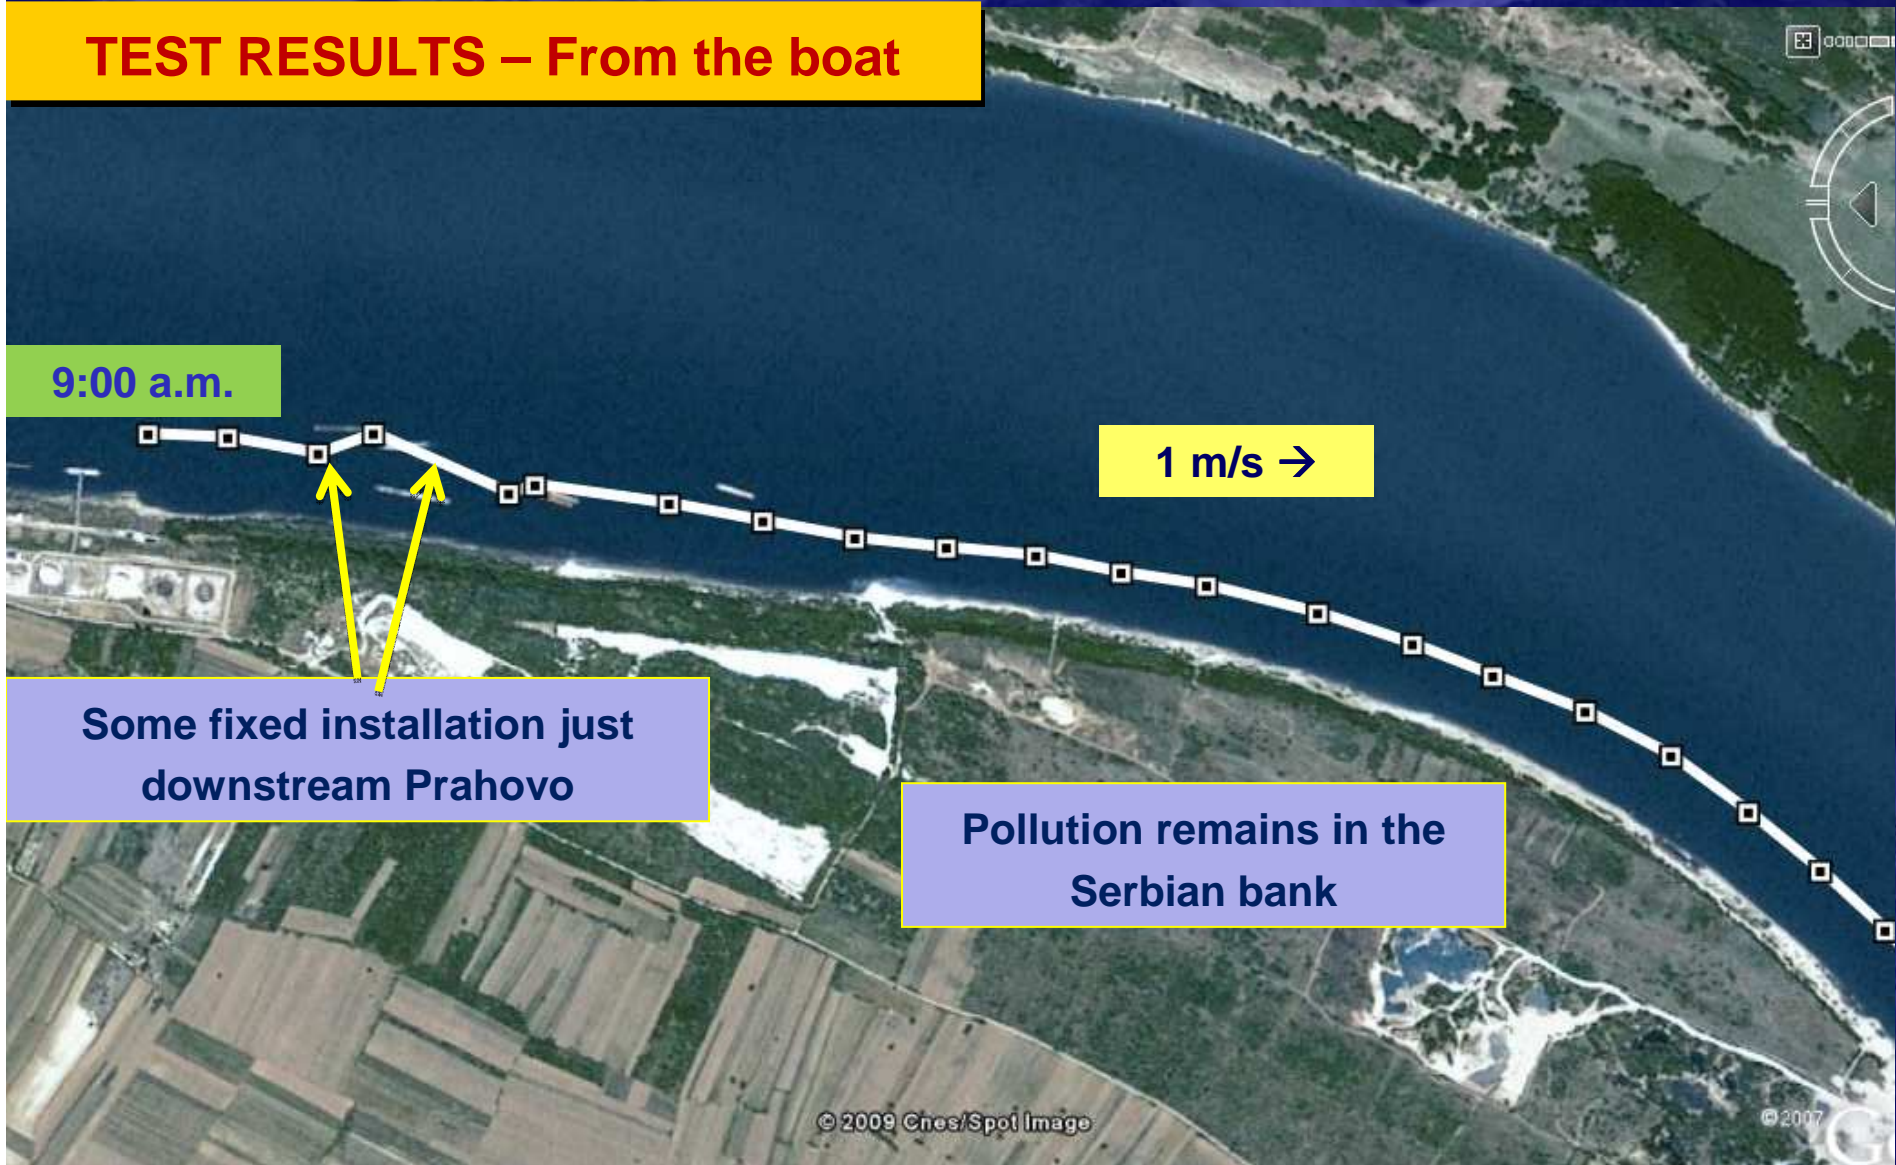 TEST RESULTS – From the boat
9:00 a.m.
1 m/s →
Some fixed installation just
downstream Prahovo
Pollution remains in the
Serbian bank
© 2009 Cnes/Spot Image
©2007